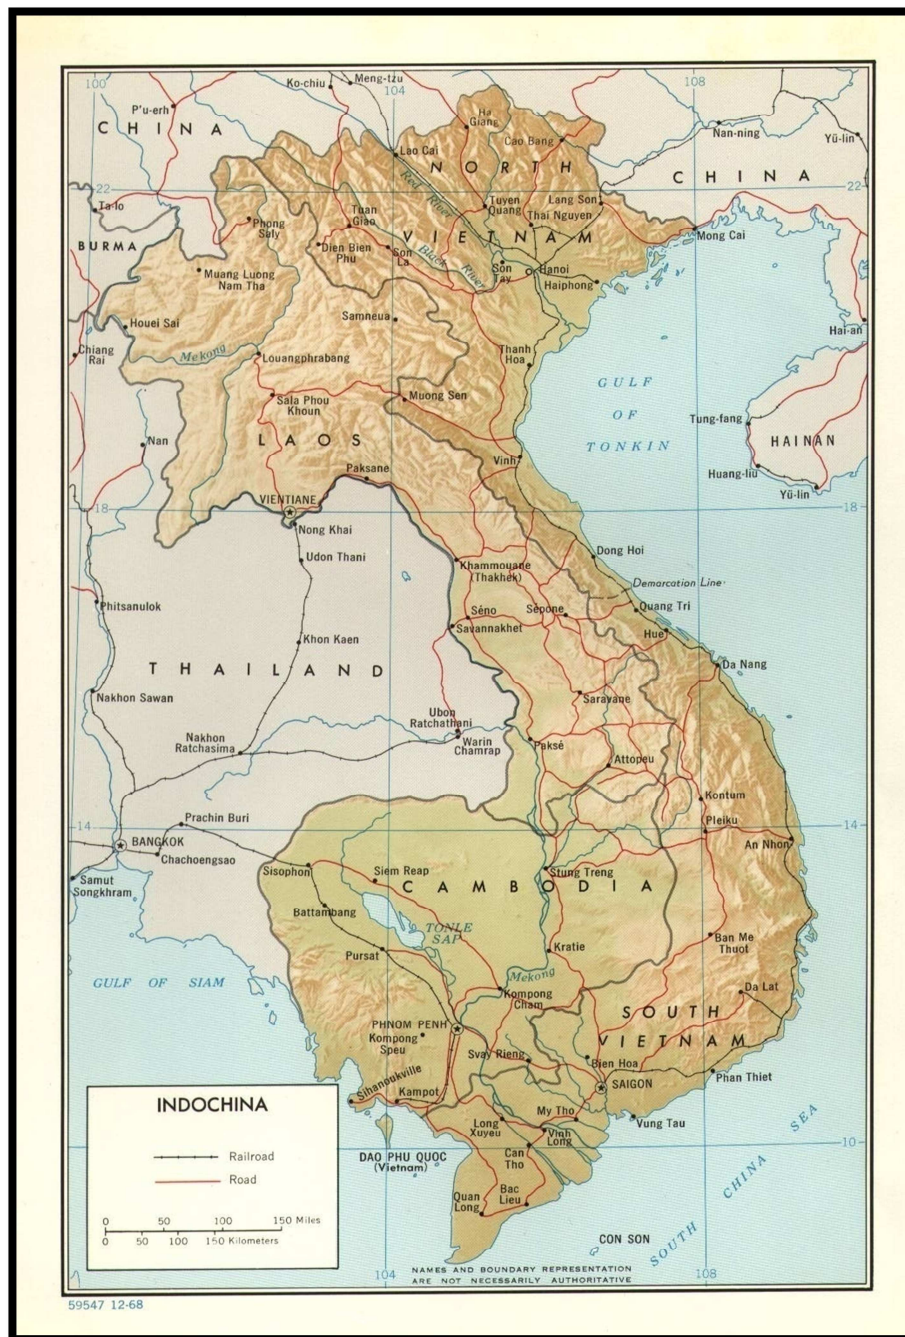 100
104
108
Ko-chiu
Meng-tzu
P'u-erh
CHINA
Ha
Giang
Cao Bang
Nan-ning
Yü-lin
Lao Cai
NORTH
CHINA
22
22
Red River
Ta-lo
Tuan
Giao
Tuyen
Quang
Lang Son
Thai Nguyen
Phong
Saly
BURMA
VIETNAM
Mong Cai
Dien Bien
Phu
Son
La
Black River
Son
Tay
Hanoi
Haiphong
Muang Luong
Nam Tha
Samneua
Houei Sai
Hai-an
Chiang
Rai
Mekong
Louangphrabang
Thanh
Hoa
GULF
OF
TONKIN
Sala Phou
Khoun
Muong Sen
Tung-fang
HAINAN
Nan
LAOS
Vinh
Huang-liu
Yü-lin
Paksane
VIENTIANE
18
18
Nong Khai
Udon Thani
Dong Hoi
Khammouane
(Thakhek)
Demarcation Line
Phitsanulok
Séno
Sépone
Quang Tri
Savannakhet
Hue
Khon Kaen
THAILAND
Da Nang
Nakhon Sawan
Saravane
Ubon
Ratchathani
Nakhon
Ratchasima
Warin
Chamrap
Paksé
Attopeu
Kontum
Prachin Buri
Pleiku
14
14
BANGKOK
An Nhon
Chachoengsao
Sisophon
Siem Reap
Stung Treng
Samut
Songkhram
CAMBODIA
Battambang
TONLE
SAP
Ban Me
Thuot
Pursat
Kratie
GULF OF SIAM
Mekong
Kompong
Cham
Da Lat
SOUTH
VIETNAM
PHNOM PENH
Kompong
Speu
Svay Rieng
Bien Hoa
Phan Thiet
SAIGON
Sihanoukville
Kampot
My Tho
Vung Tau
Long
Xuyeu
Vinh
Long
10
DAO PHU QUOC
(Vietnam)
Can
Tho
Quan
Long
Bac
Lieu
SOUTH CHINA SEA
CON SON
INDOCHINA
Railroad
Road
0 50 100 150 Miles
0 50 100 150 Kilometers
104
108
NAMES AND BOUNDARY REPRESENTATION
ARE NOT NECESSARILY AUTHORITATIVE
59547 12-68